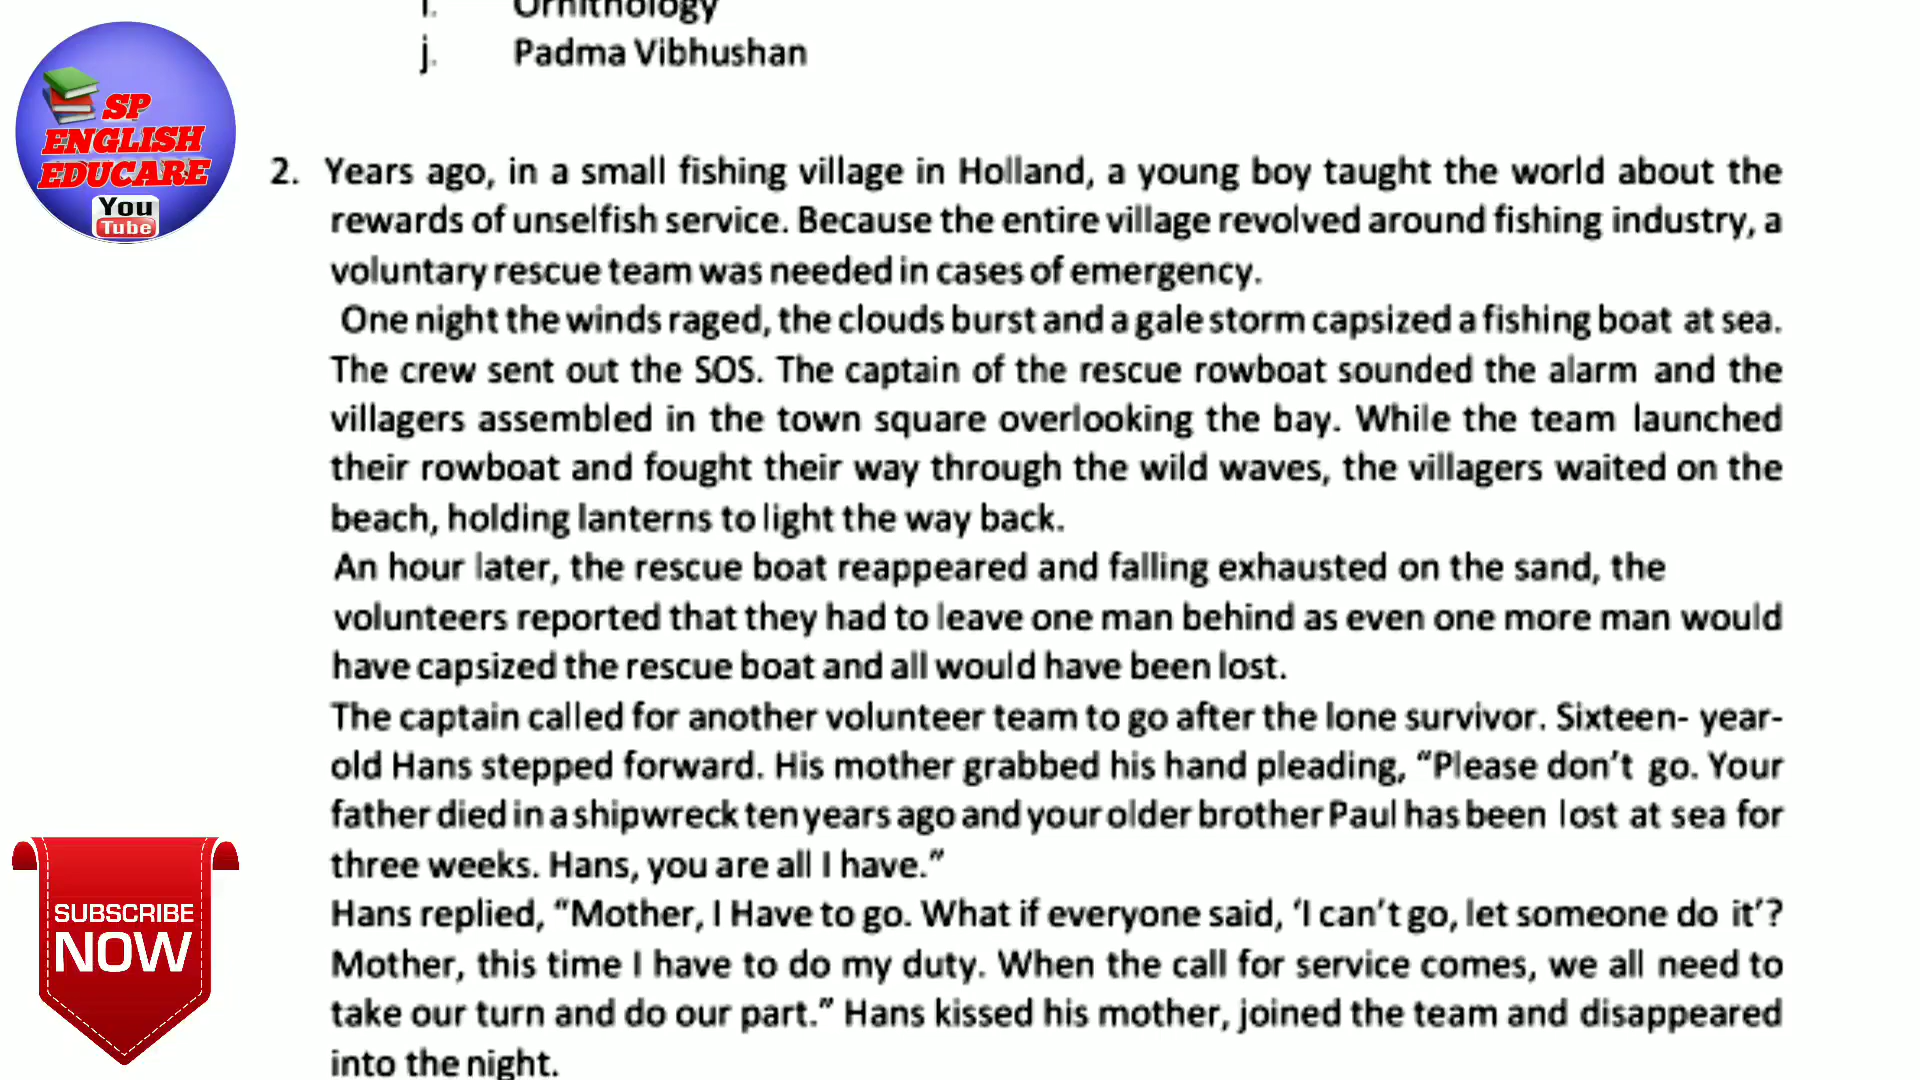 i. Ornithology
j. Padma Vibhushan
SP
ENGLISH
EDUCARE
You
Tube
2. Years ago, in a small fishing village in Holland, a young boy taught the world about the
rewards of unselfish service. Because the entire village revolved around fishing industry, a
voluntary rescue team was needed in cases of emergency.
One night the winds raged, the clouds burst and a gale storm capsized a fishing boat at sea.
The crew sent out the SOS. The captain of the rescue rowboat sounded the alarm and the
villagers assembled in the town square overlooking the bay. While the team launched
their rowboat and fought their way through the wild waves, the villagers waited on the
beach, holding lanterns to light the way back.
An hour later, the rescue boat reappeared and falling exhausted on the sand, the
volunteers reported that they had to leave one man behind as even one more man would
have capsized the rescue boat and all would have been lost.
The captain called for another volunteer team to go after the lone survivor. Sixteen- year-
old Hans stepped forward. His mother grabbed his hand pleading, “Please don’t go. Your
father died in a shipwreck ten years ago and your older brother Paul has been lost at sea for
three weeks. Hans, you are all I have.”
Hans replied, “Mother, I Have to go. What if everyone said, ‘I can’t go, let someone do it’?
Mother, this time I have to do my duty. When the call for service comes, we all need to
take our turn and do our part.” Hans kissed his mother, joined the team and disappeared
into the night.
SUBSCRIBE
NOW